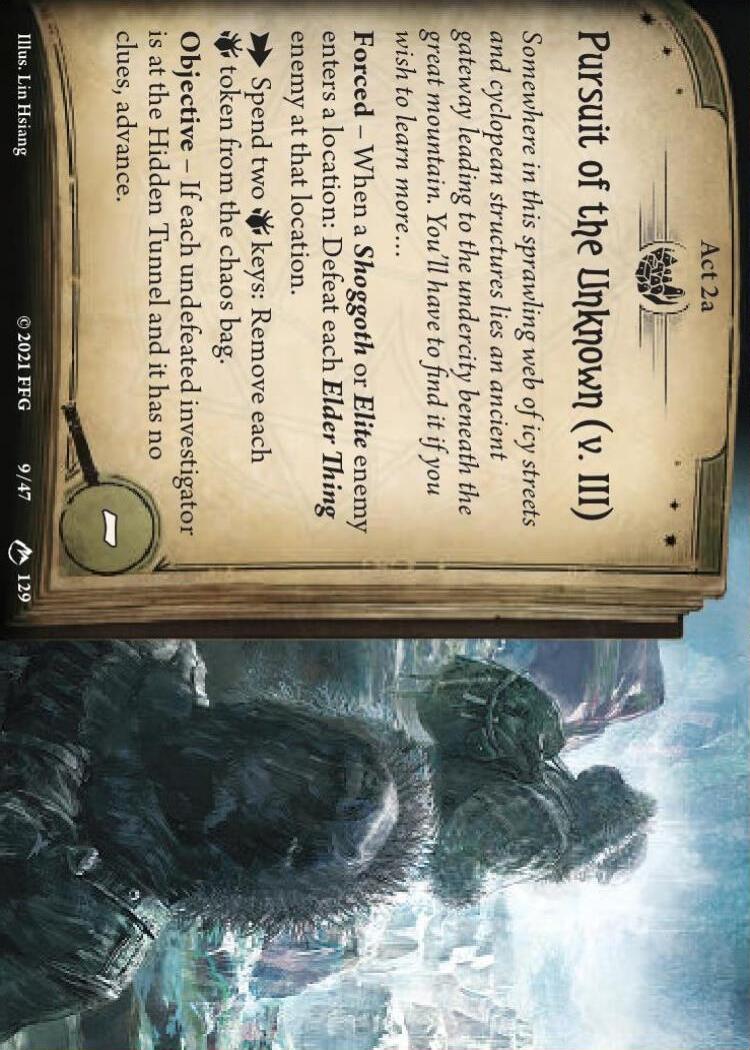 Act 2a
Pursuit of the Unknown (v. III)
Somewhere in this sprawling web of icy streets
and cyclopean structures lies an ancient
gateway leading to the undercity beneath the
great mountain. You'll have to find it if you
wish to learn more…
Forced – When a Shoggoth or Elite enemy
enters a location: Defeat each Elder Thing
enemy at that location.
Spend two keys: Remove each
token from the chaos bag.
Objective – If each undefeated investigator
is at the Hidden Tunnel and it has no
clues, advance.
–
Illus. Lin Hsiang © 2021 FFG 9/47 129